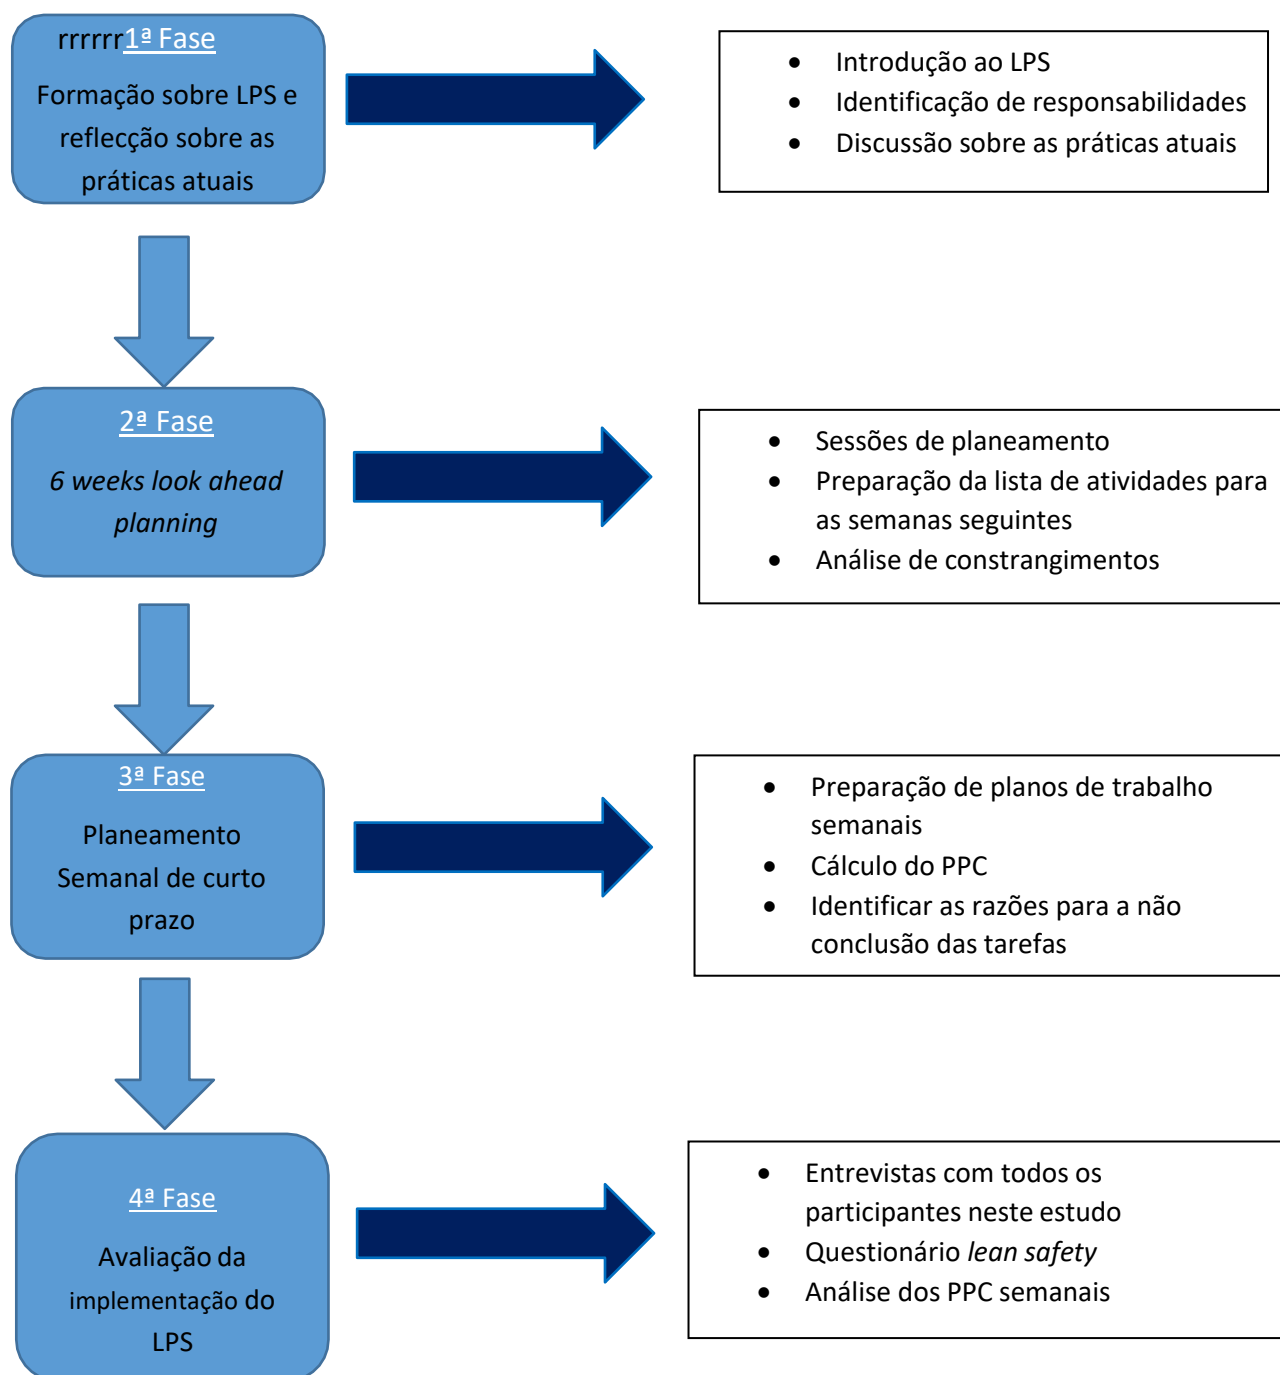 rrrrrr1ª Fase
Formação sobre LPS e
reflecção sobre as
práticas atuais
• Introdução ao LPS
• Identificação de responsabilidades
• Discussão sobre as práticas atuais
2ª Fase
6 weeks look ahead
planning
• Sessões de planeamento
• Preparação da lista de atividades para
as semanas seguintes
• Análise de constrangimentos
3ª Fase
Planeamento
Semanal de curto
prazo
• Preparação de planos de trabalho
semanais
• Cálculo do PPC
• Identificar as razões para a não
conclusão das tarefas
4ª Fase
Avaliação da
implementação do
LPS
• Entrevistas com todos os
participantes neste estudo
• Questionário lean safety
• Análise dos PPC semanais